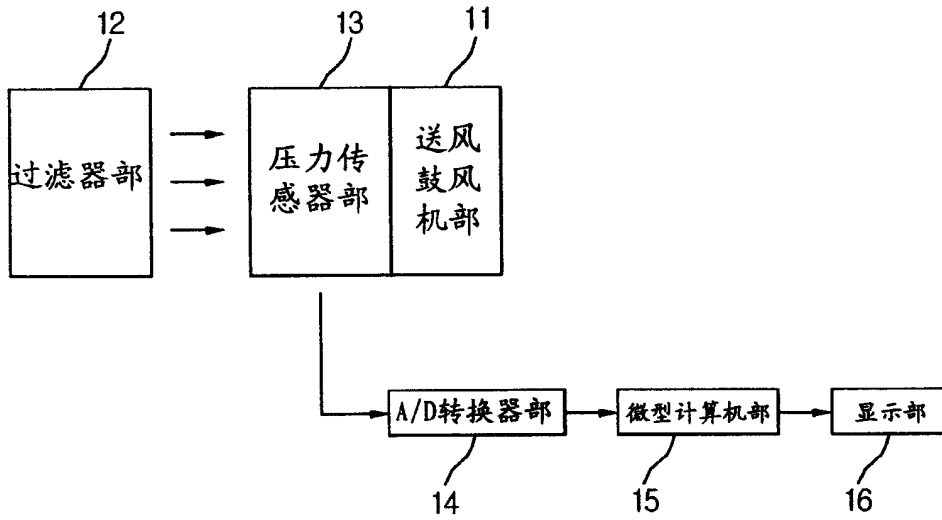 12
13
11
过滤器部
压力传
感器部
送风
鼓风
机部
A/D转换器部
微型计算机部
显示部
14
15
16